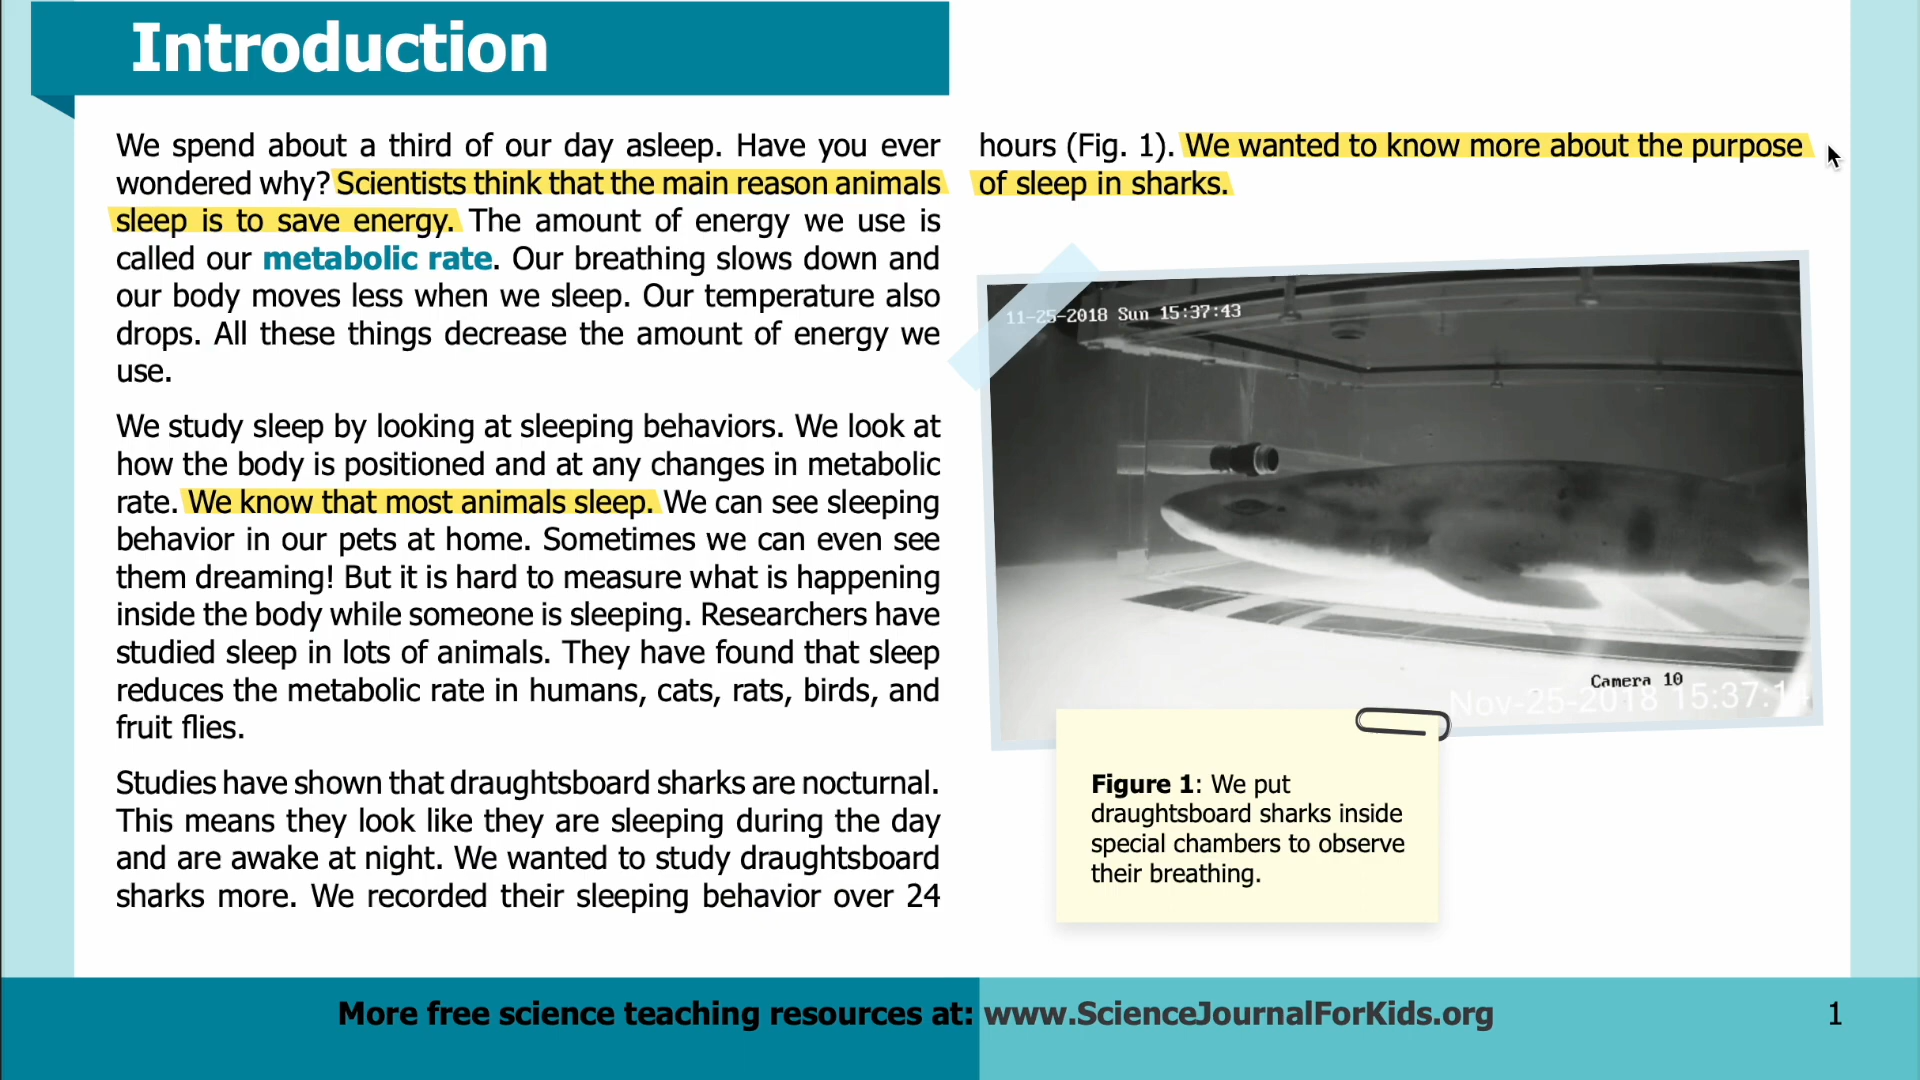 Introduction
We spend about a third of our day asleep. Have you ever
wondered why? Scientists think that the main reason animals
sleep is to save energy. The amount of energy we use is
called our metabolic rate. Our breathing slows down and
our body moves less when we sleep. Our temperature also
drops. All these things decrease the amount of energy we
use.
We study sleep by looking at sleeping behaviors. We look at
how the body is positioned and at any changes in metabolic
rate. We know that most animals sleep. We can see sleeping
behavior in our pets at home. Sometimes we can even see
them dreaming! But it is hard to measure what is happening
inside the body while someone is sleeping. Researchers have
studied sleep in lots of animals. They have found that sleep
reduces the metabolic rate in humans, cats, rats, birds, and
fruit flies.
Studies have shown that draughtsboard sharks are nocturnal.
This means they look like they are sleeping during the day
and are awake at night. We wanted to study draughtsboard
sharks more. We recorded their sleeping behavior over 24
hours (Fig. 1). We wanted to know more about the purpose
of sleep in sharks.
11-25-2018 Sun 15:37:43
Camera 10
Nov-25-2018
Figure 1: We put
draughtsboard sharks inside
special chambers to observe
their breathing.
More free science teaching resources at: www.ScienceJournalForKids.org
1